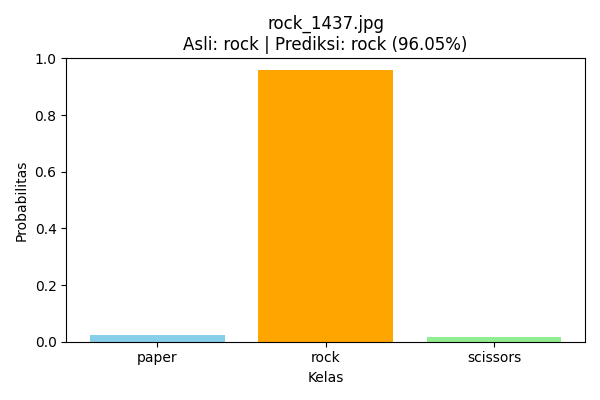 rock_1437.jpg
Asli: rock | Prediksi: rock (96.05%)
1.0
0.8
0.6
0.4
0.2
0.0
Probabilitas
paper rock scissors
Kelas